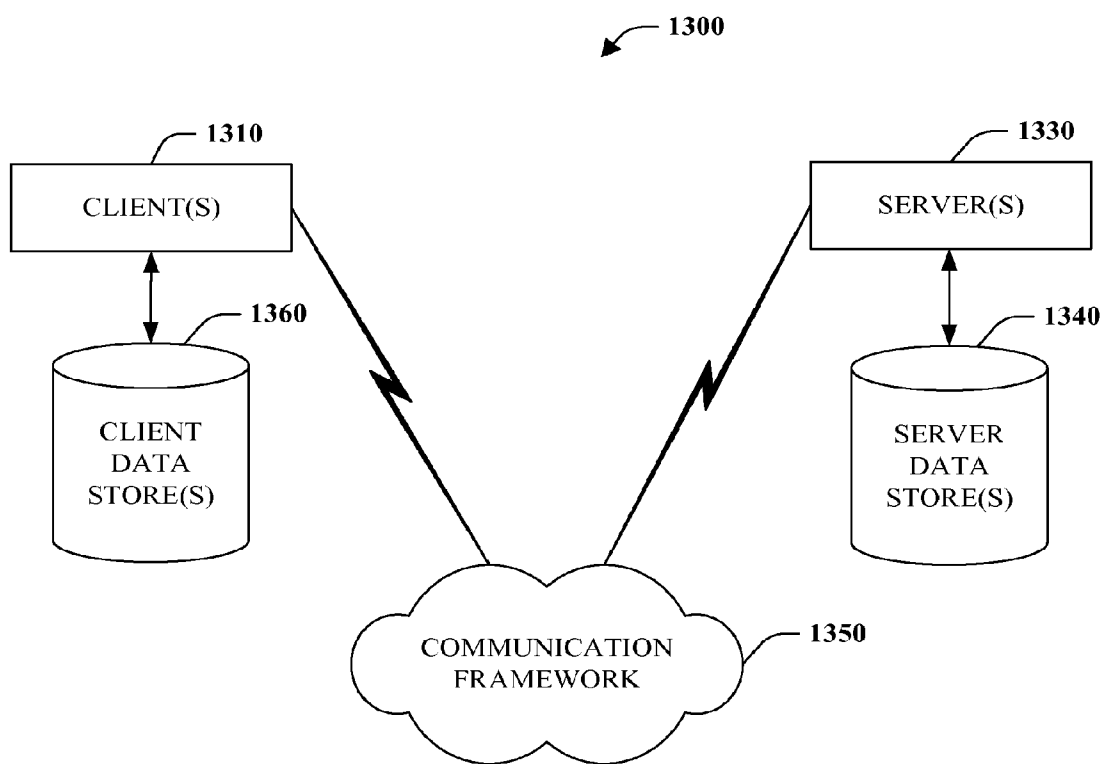 1300
1310
CLIENT(S)
1330
SERVER(S)
1360
CLIENT
DATA
STORE(S)
1340
SERVER
DATA
STORE(S)
COMMUNICATION
FRAMEWORK
1350